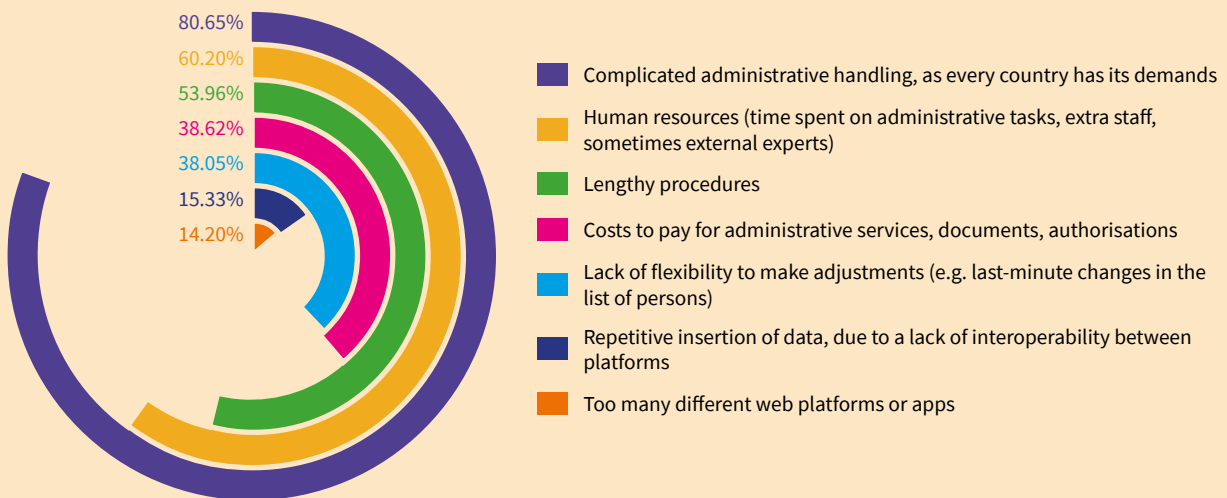 80.65%
60.20%
53.96%
38.62%
38.05%
15.33%
14.20%
Complicated administrative handling, as every country has its demands
Human resources (time spent on administrative tasks, extra staff,
sometimes external experts)
Lengthy procedures
Costs to pay for administrative services, documents, authorisations
Lack of flexibility to make adjustments (e.g. last-minute changes in the
list of persons)
Repetitive insertion of data, due to a lack of interoperability between
platforms
Too many different web platforms or apps